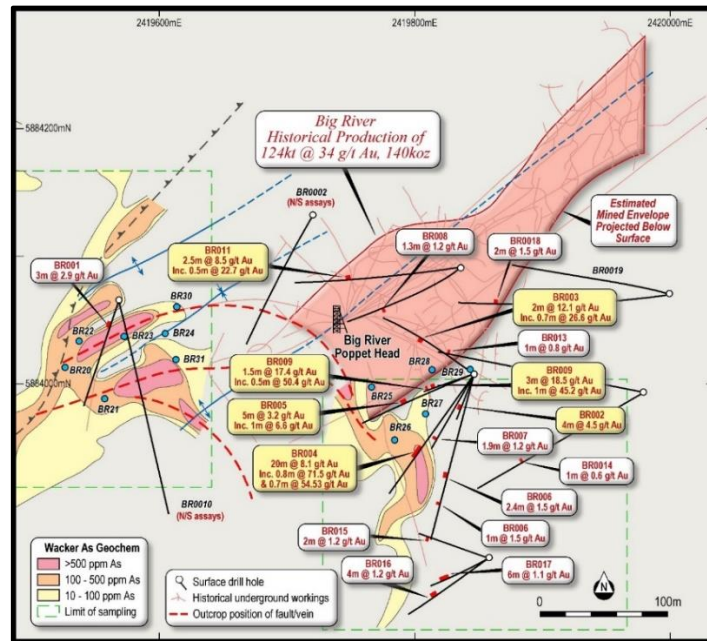 2419600mE
2419800mE
2420000mE
5884200mN
5884000mN
Big River
Historical Production of
124kt @ 34 g/t Au, 140koz
Estimated
Mined Envelope
Projected Below
Surface
BR0002
(N/S assays)
BR008
1.3m @ 1.2 g/t Au
BR0018
2m @ 1.5 g/t Au
BR0019
BR011
2.5m @ 8.5 g/t Au
Inc. 0.5m @ 22.7 g/t Au
BR001
3m @ 2.9 g/t Au
BR003
2m @ 12.1 g/t Au
Inc. 0.7m @ 26.6 g/t Au
BR30
BR22
BR23
BR24
BR31
BR20
BR21
Big River
Poppet Head
BR013
1m @ 0.8 g/t Au
BR28
BR29
BR25
BR27
BR26
BR009
1.5m @ 17.4 g/t Au
Inc. 0.5m @ 50.4 g/t Au
BR009
3m @ 18.5 g/t Au
Inc. 1m @ 45.2 g/t Au
BR005
5m @ 3.2 g/t Au
Inc. 1m @ 6.6 g/t Au
BR002
4m @ 4.5 g/t Au
BR004
20m @ 8.1 g/t Au
Inc. 0.8m @ 71.5 g/t Au
& 0.7m @ 54.53 g/t Au
BR007
1.9m @ 1.2 g/t Au
BR0014
1m @ 0.6 g/t Au
BR006
2.4m @ 1.5 g/t Au
BR006
1m @ 1.5 g/t Au
BR0010
(N/S assays)
BR015
2m @ 1.2 g/t Au
BR016
4m @ 1.2 g/t Au
BR017
6m @ 1.1 g/t Au
Wacker As Geochem
>500 ppm As
100 - 500 ppm As
10 - 100 ppm As
Limit of sampling
Surface drill hole
Historical underground workings
Outcrop position of fault/vein
N
0
100m